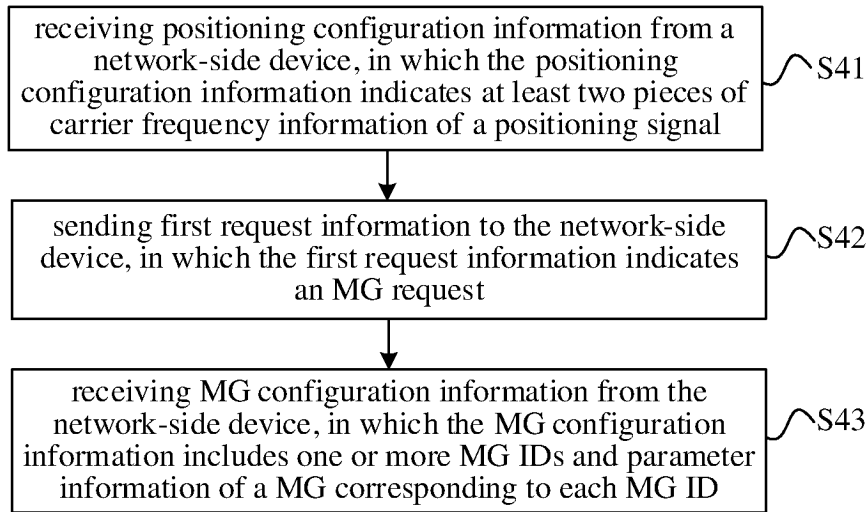 receiving positioning configuration information from a
network-side device, in which the positioning
configuration information indicates at least two pieces of
carrier frequency information of a positioning signal
S41
sending first request information to the network-side
device, in which the first request information indicates
an MG request
S42
receiving MG configuration information from the
network-side device, in which the MG configuration
information includes one or more MG IDs and parameter
information of a MG corresponding to each MG ID
S43